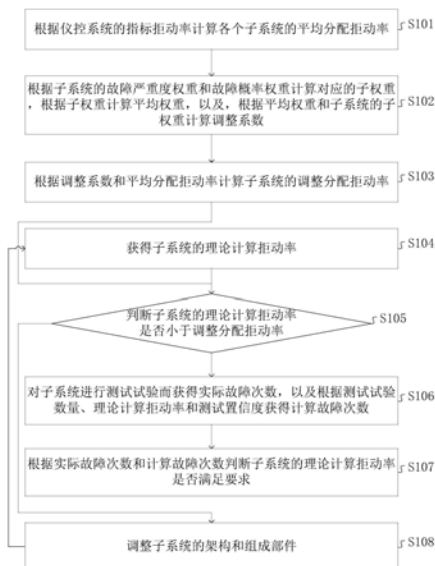 根据仪控系统的指标拒动率计算各个子系统的平均分配拒动率
S101
根据子系统的故障严重度权重和故障概率权重计算对应的子权重
，根据子权重计算平均权重，以及，根据平均权重和子系统的子
权重计算调整系数
S102
根据调整系数和平均分配拒动率计算子系统的调整分配拒动率
S103
获得子系统的理论计算拒动率
S104
判断子系统的理论计算拒动率
是否小于调整分配拒动率
S105
对子系统进行测试试验而获得实际故障次数，以及根据测试试验
数量、理论计算拒动率和测试置信度获得计算故障次数
S106
根据实际故障次数和计算故障次数判断子系统的理论计算拒动率
是否满足要求
S107
调整子系统的架构和组成部件
S108